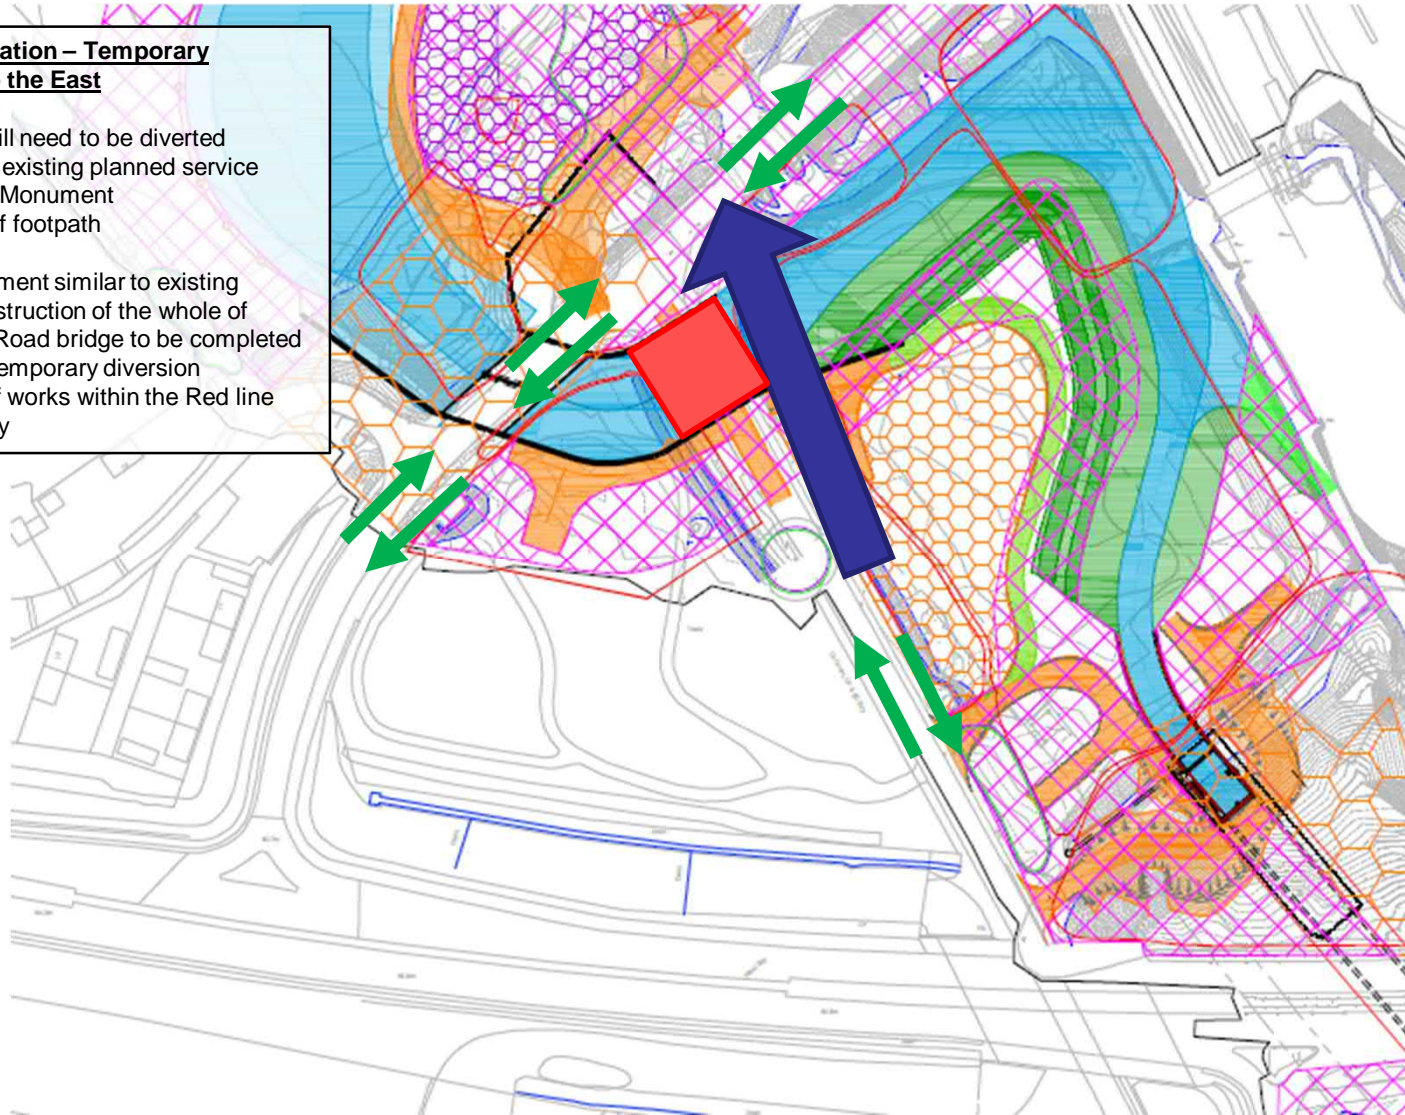 ation – Temporary
the East
ill need to be diverted
existing planned service
Monument
f footpath
ment similar to existing
struction of the whole of
Road bridge to be completed
emporary diversion
f works within the Red line
y